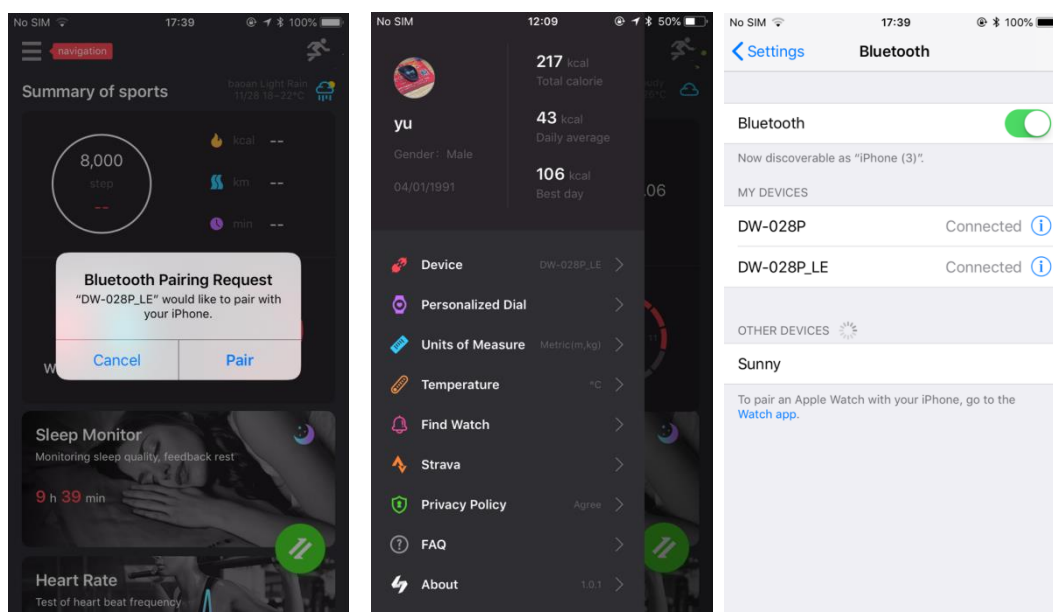 No SIM 17:39 100%
navigation
Summary of sports
baoan Light Rain
11/28 18~22°C
8,000
step
--
kcal --
km --
min --
Bluetooth Pairing Request
“DW-028P_LE” would like to pair with
your iPhone.
Cancel Pair
W
Sleep Monitor
Monitoring sleep quality, feedback rest
9 h 39 min
Heart Rate
Test of heart beat frequency
No SIM 12:09 50%
217 kcal
Total calorie
yu
43 kcal
Daily average
Gender: Male
106 kcal
04/01/1991
Best day
.06
Device DW-028P_LE
Personalized Dial
Units of Measure Metric(m,kg)
11
Temperature °C
Find Watch
Strava
Privacy Policy Agree
FAQ
About 1.0.1
No SIM 17:39 100%
Settings Bluetooth
Bluetooth
Now discoverable as “iPhone (3)”.
MY DEVICES
DW-028P Connected
DW-028P_LE Connected
OTHER DEVICES
Sunny
To pair an Apple Watch with your iPhone, go to the
Watch app.